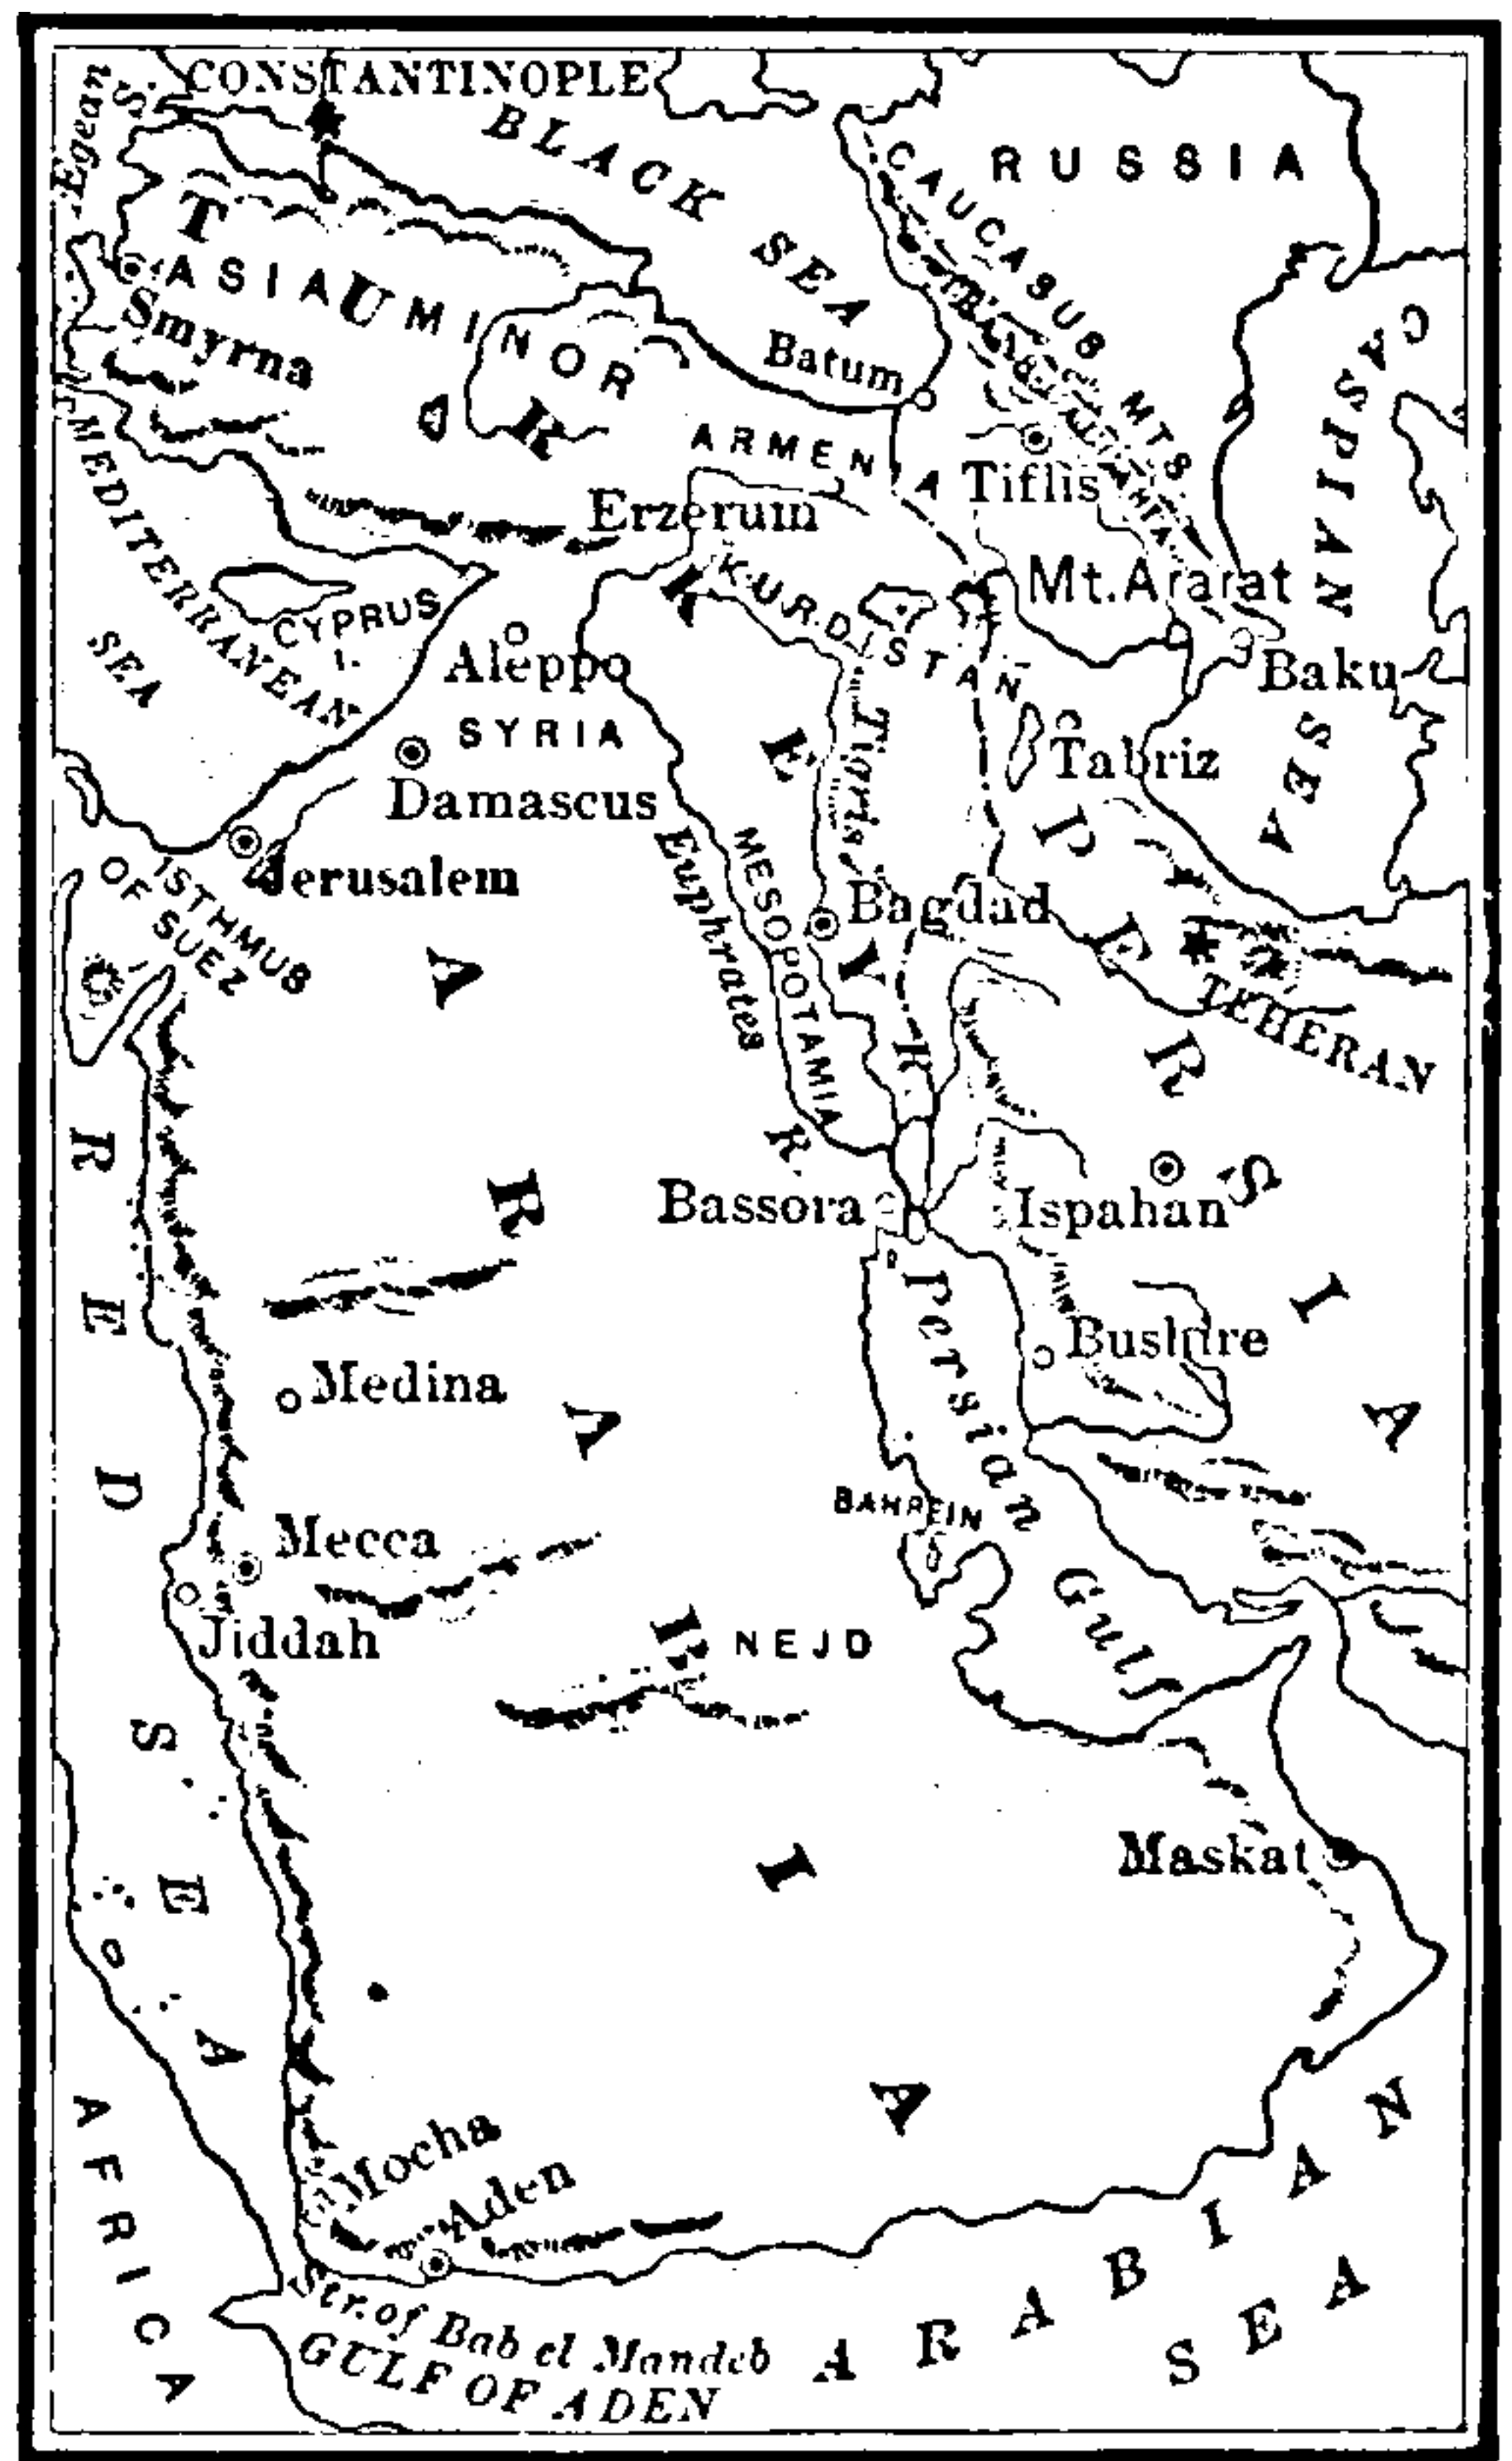 CONSTANTINOPLE
Egean S.
BLACK SEA
RUSSIA
CAUCASUS MTS
CASPIAN SEA
TURKEY
ASIA MINOR
Smyrna
Batum
ARMENIA
Tiflis
Erzerum
Mt. Ararat
KURDISTAN
MEDITERRANEAN SEA
CYPRUS I.
Aleppo
Baku
SYRIA
Tigris
Tabriz
Damascus
Euphrates
MESOPOTAMIA
Jerusalem
Bagdad
ISTHMUS OF SUEZ
TEHERAN
PERSIA
R.
R.
Bassora
Ispahan
Persian Gulf
Bushire
Medina
ARABIA
RED SEA
BAHREIN
Mecca
Jiddah
NEJD
Maskat
AFRICA
Mocha
Aden
Str. of Bab el Mandeb
GULF OF ADEN
ARABIAN SEA